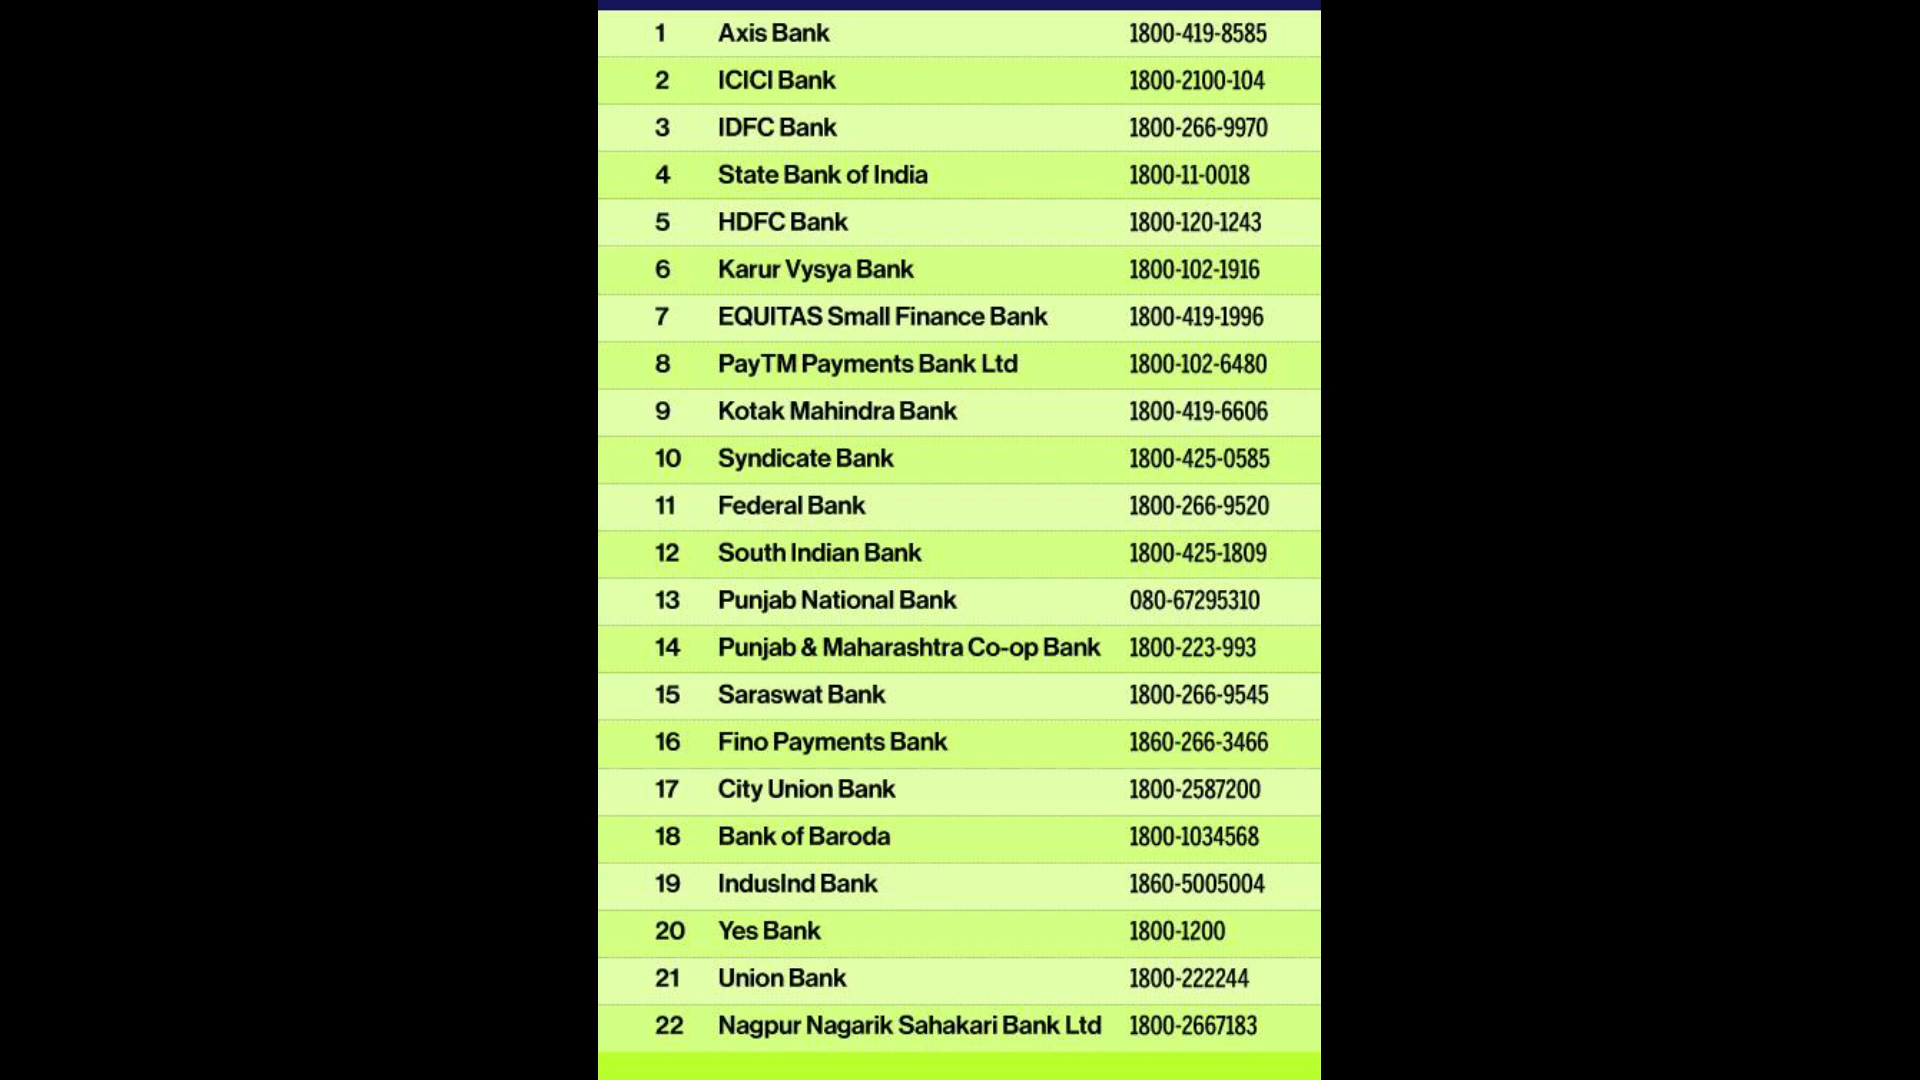 1 Axis Bank 1800-419-8585
2 ICICI Bank 1800-2100-104
3 IDFC Bank 1800-266-9970
4 State Bank of India 1800-11-0018
5 HDFC Bank 1800-120-1243
6 Karur Vysya Bank 1800-102-1916
7 EQUITAS Small Finance Bank 1800-419-1996
8 PayTM Payments Bank Ltd 1800-102-6480
9 Kotak Mahindra Bank 1800-419-6606
10 Syndicate Bank 1800-425-0585
11 Federal Bank 1800-266-9520
12 South Indian Bank 1800-425-1809
13 Punjab National Bank 080-67295310
14 Punjab & Maharashtra Co-op Bank 1800-223-993
15 Saraswat Bank 1800-266-9545
16 Fino Payments Bank 1860-266-3466
17 City Union Bank 1800-2587200
18 Bank of Baroda 1800-1034568
19 IndusInd Bank 1860-5005004
20 Yes Bank 1800-1200
21 Union Bank 1800-222244
22 Nagpur Nagarik Sahakari Bank Ltd 1800-2667183